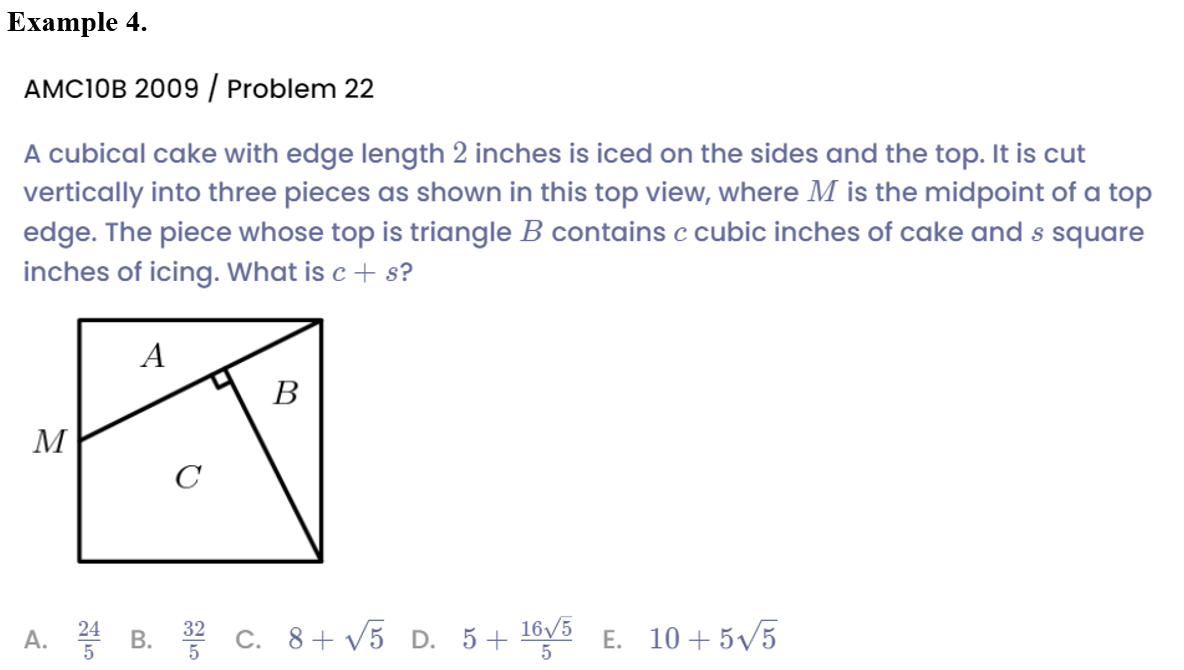 Example 4.
AMC10B 2009 / Problem 22
A cubical cake with edge length 2 inches is iced on the sides and the top. It is cut
vertically into three pieces as shown in this top view, where M is the midpoint of a top
edge. The piece whose top is triangle B contains c cubic inches of cake and s square
inches of icing. What is c + s?
A
B
M
C
A. 24/5 B. 32/5 C. 8 + √5 D. 5 + 16√5/5 E. 10 + 5√5